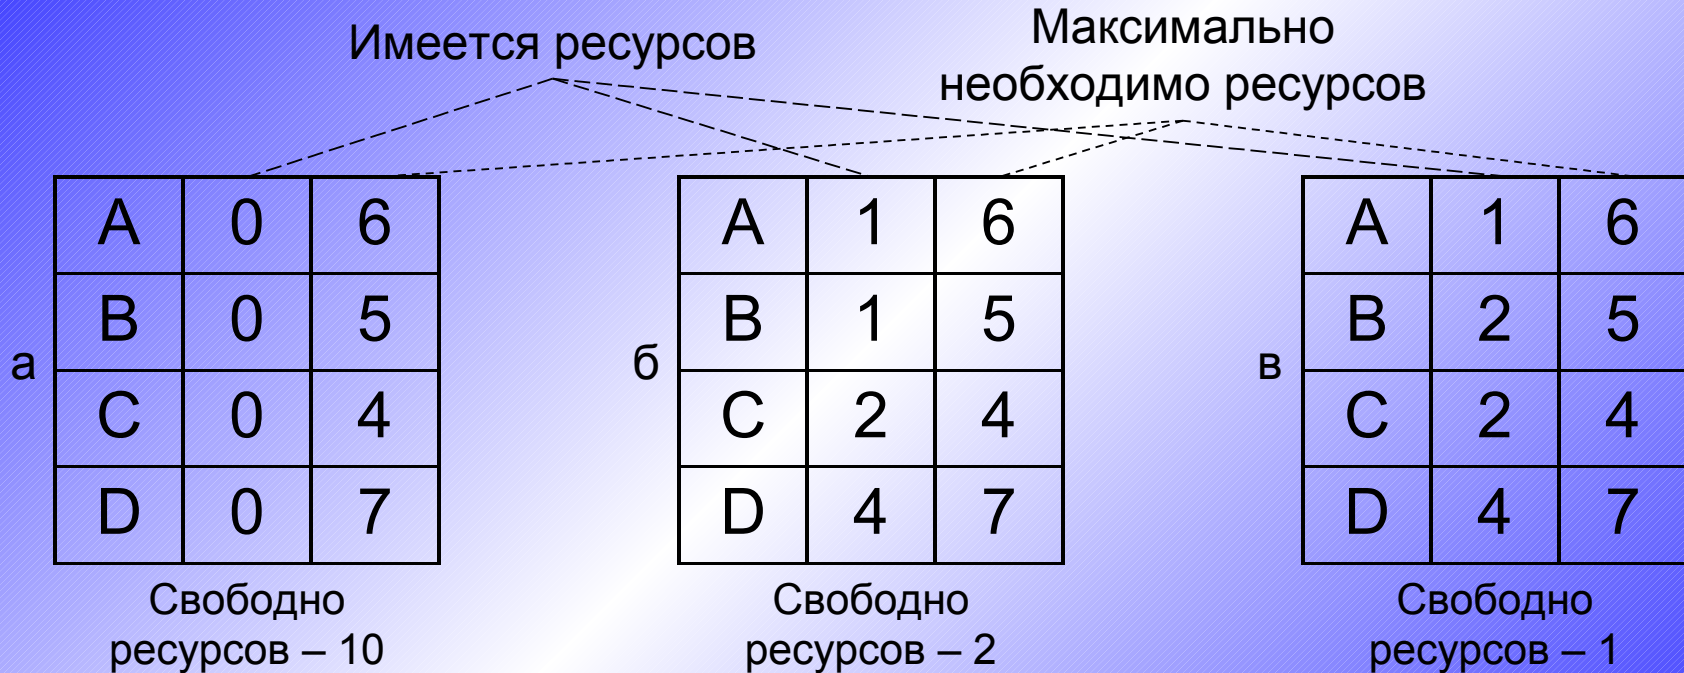 Имеется ресурсов
Максимально
необходимо ресурсов
а
A 0 6
B 0 5
C 0 4
D 0 7
Свободно
ресурсов – 10
б
A 1 6
B 1 5
C 2 4
D 4 7
Свободно
ресурсов – 2
в
A 1 6
B 2 5
C 2 4
D 4 7
Свободно
ресурсов – 1